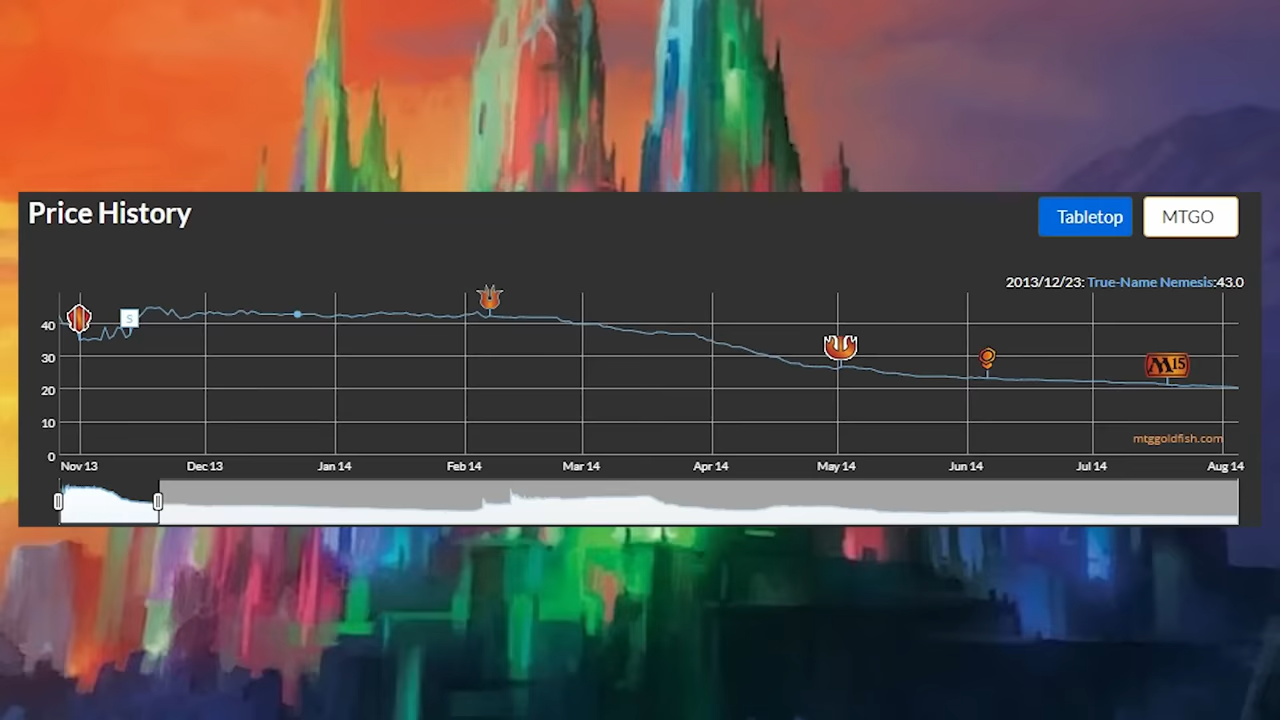 Price History
Tabletop
MTGO
2013/12/23: True-Name Nemesis:43.0
40
30
20
10
0
S
M15
mtggoldfish.com
Nov 13 Dec 13 Jan 14 Feb 14 Mar 14 Apr 14 May 14 Jun 14 Jul 14 Aug 14